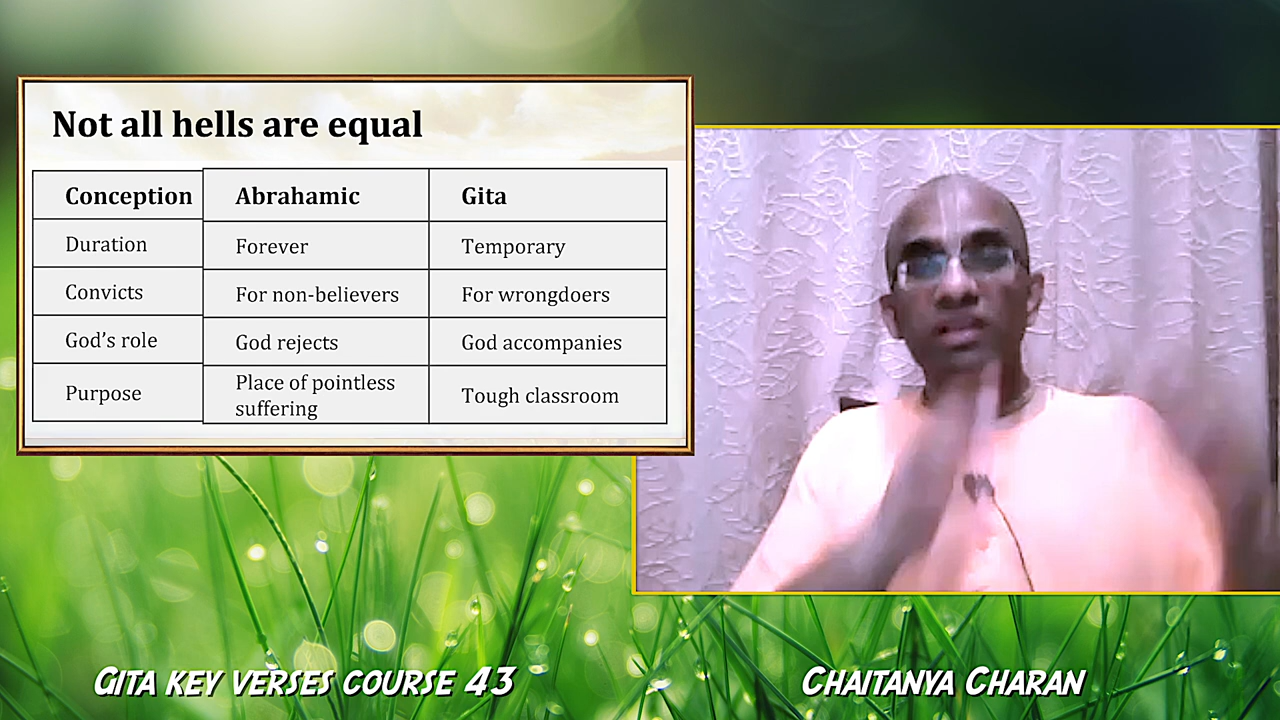 Not all hells are equal
Conception Abrahamic Gita
Duration Forever Temporary
Convicts For non-believers For wrongdoers
God’s role God rejects God accompanies
Purpose Place of pointless suffering Tough classroom
Gita key verses course 43
Chaitanya Charan